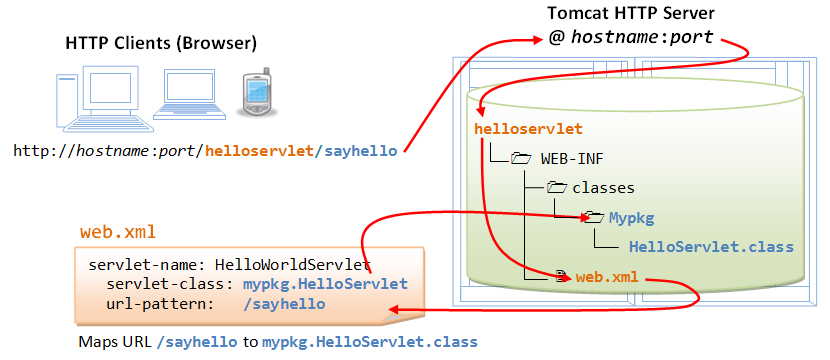 Tomcat HTTP Server
@ hostname:port
HTTP Clients (Browser)
http://hostname:port/helloservlet/sayhello
helloservlet
WEB-INF
classes
Mypkg
HelloServlet.class
web.xml
web.xml
servlet-name: HelloWorldServlet
servlet-class: mypkg.HelloServlet
url-pattern: /sayhello
Maps URL /sayhello to mypkg.HelloServlet.class